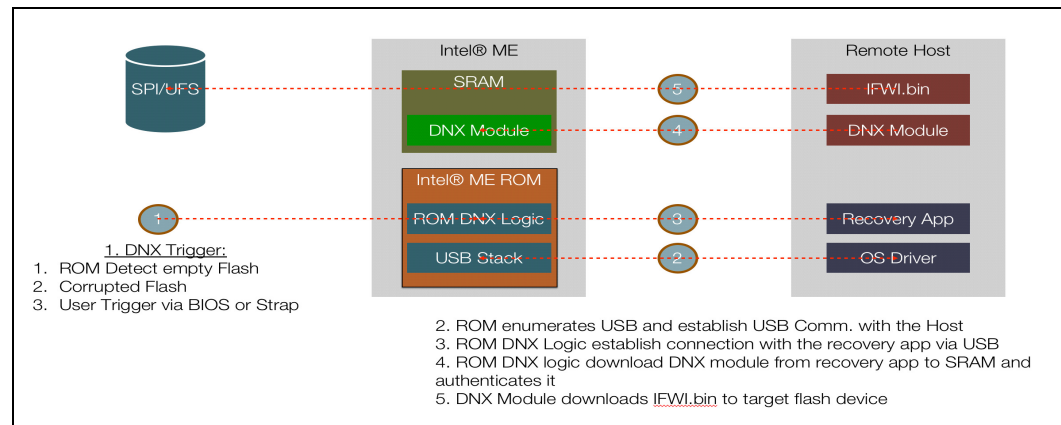 Intel® ME
Remote Host
SPI/UFS
SRAM
5
IFWI.bin
DNX Module
4
DNX Module
Intel® ME ROM
1
ROM DNX Logic
3
Recovery App
USB Stack
2
OS Driver
1. DNX Trigger:
1. ROM Detect empty Flash
2. Corrupted Flash
3. User Trigger via BIOS or Strap
2. ROM enumerates USB and establish USB Comm. with the Host
3. ROM DNX Logic establish connection with the recovery app via USB
4. ROM DNX logic download DNX module from recovery app to SRAM and
authenticates it
5. DNX Module downloads IFWI.bin to target flash device